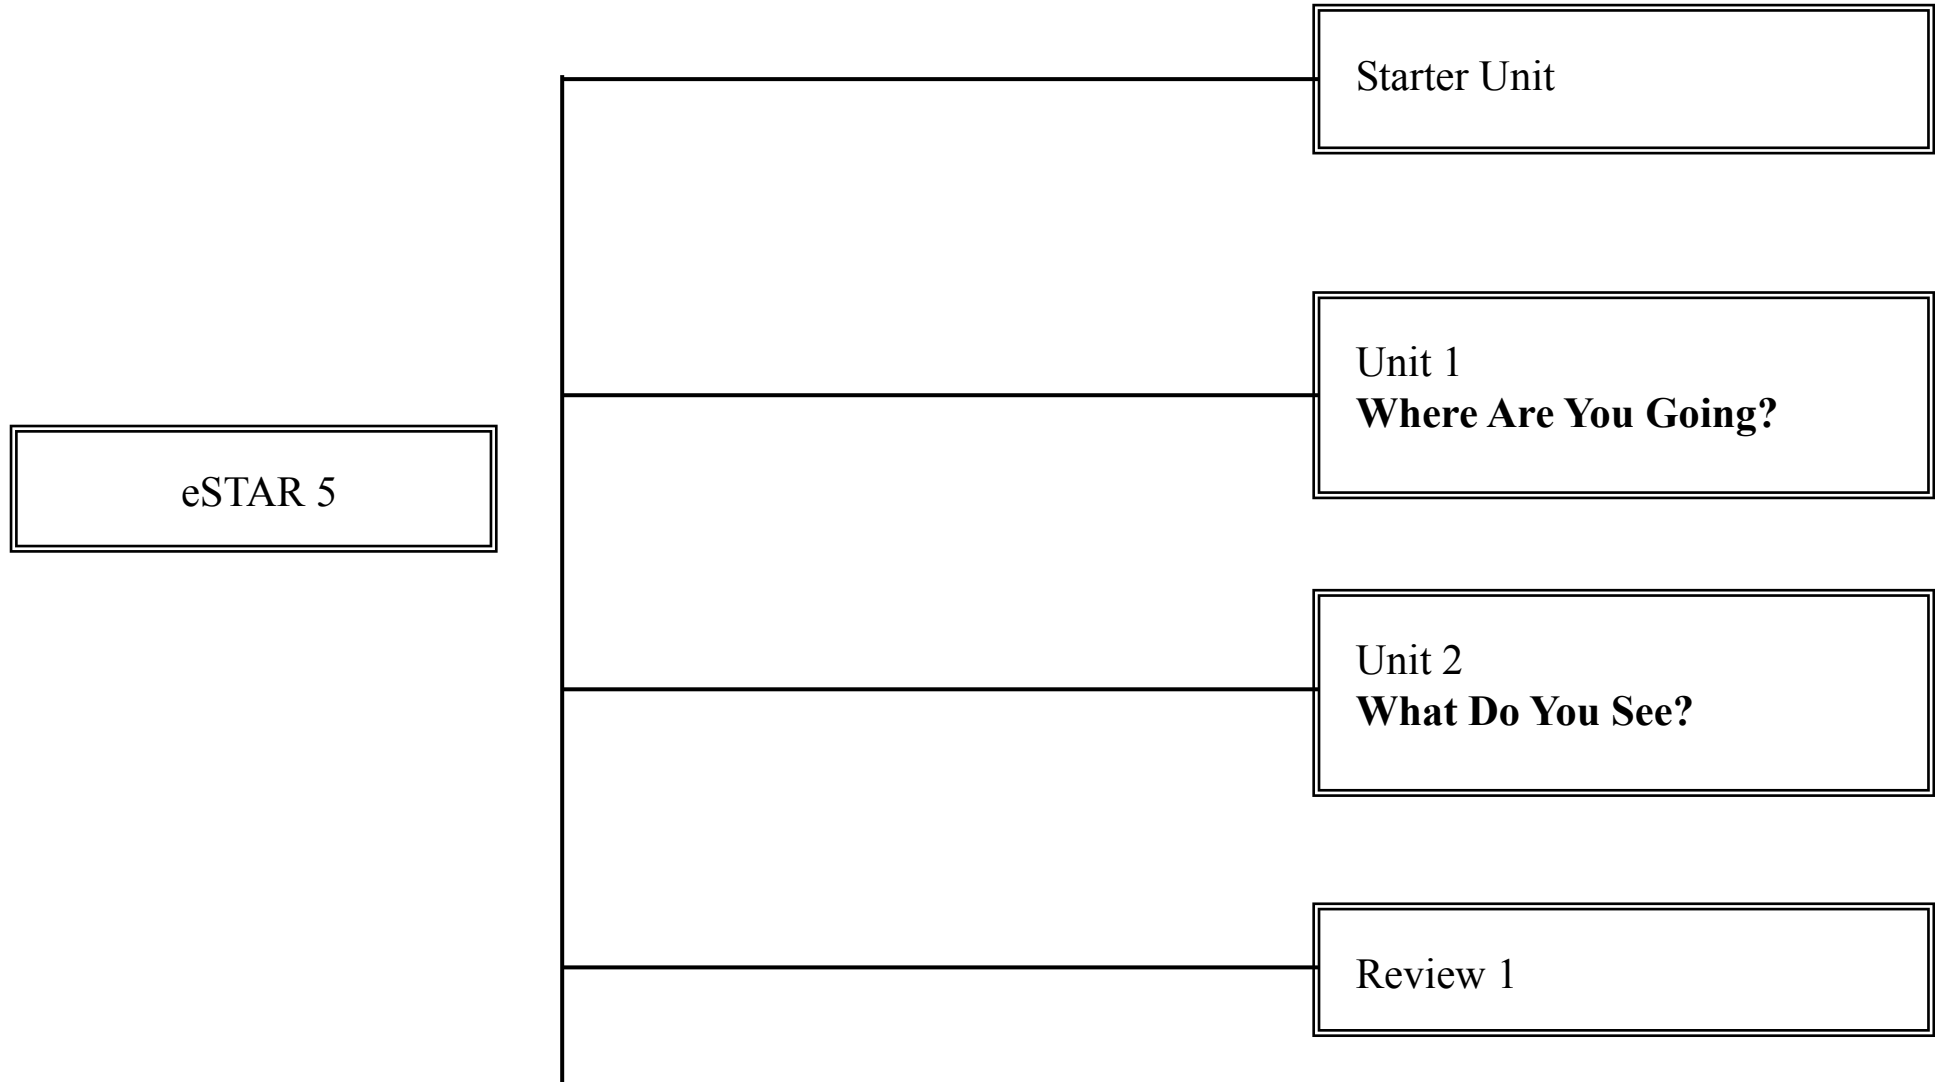 eSTAR 5
Starter Unit
Unit 1
Where Are You Going?
Unit 2
What Do You See?
Review 1